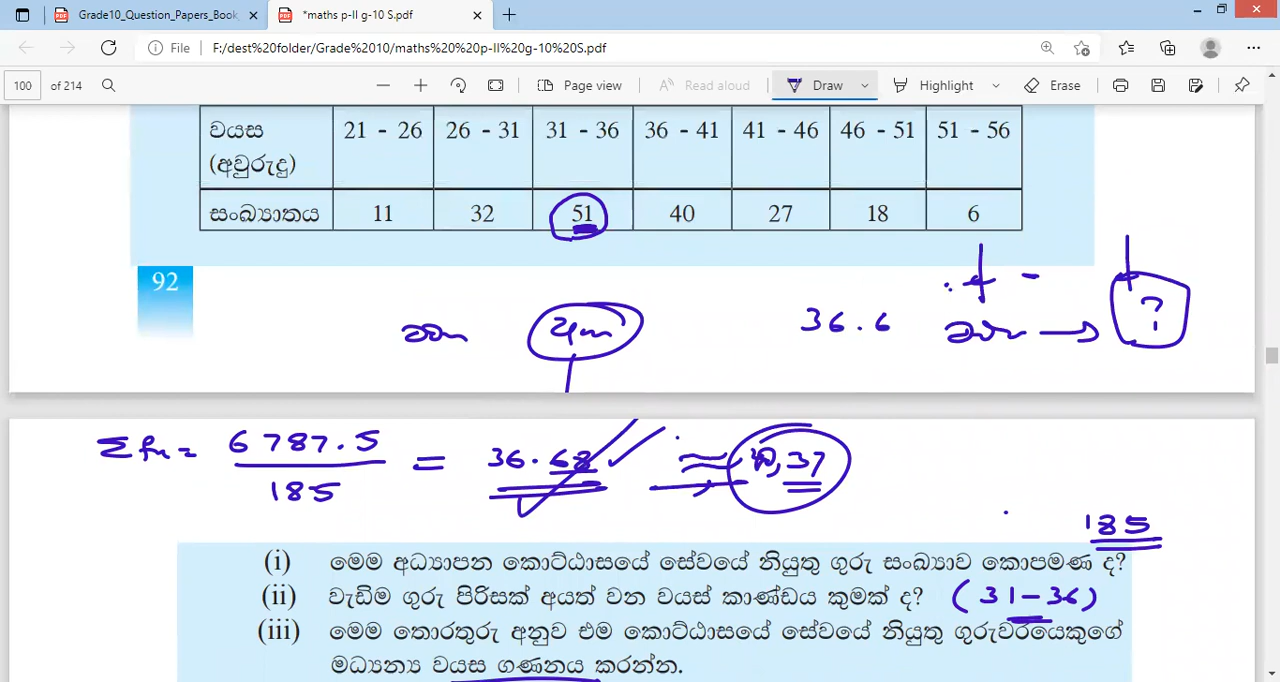 Grade10_Question_Papers_Book
*maths p-II g-10 S.pdf
File F:/dest%20folder/Grade%2010/maths%20%20p-II%20g-10%20S.pdf
100 of 214 Page view Read aloud Draw Highlight Erase
වයස (අවුරුදු) 21 - 26 26 - 31 31 - 36 36 - 41 41 - 46 46 - 51 51 - 56
සංඛ්‍යාතය 11 32 51 40 27 18 6
92
36.6 → ?
Σfx = 6787.5 / 185 = 36.68 ≈ 37
185
(i) මෙම අධ්‍යාපන කොට්ඨාසයේ සේවයේ නියුතු ගුරු සංඛ්‍යාව කොපමණ ද?
(ii) වැඩිම ගුරු පිරිසක් අයත් වන වයස් කාණ්ඩය කුමක් ද? (31-36)
(iii) මෙම තොරතුරු අනුව එම කොට්ඨාසයේ සේවයේ නියුතු ගුරුවරයෙකුගේ
මධ්‍යන්‍ය වයස ගණනය කරන්න.